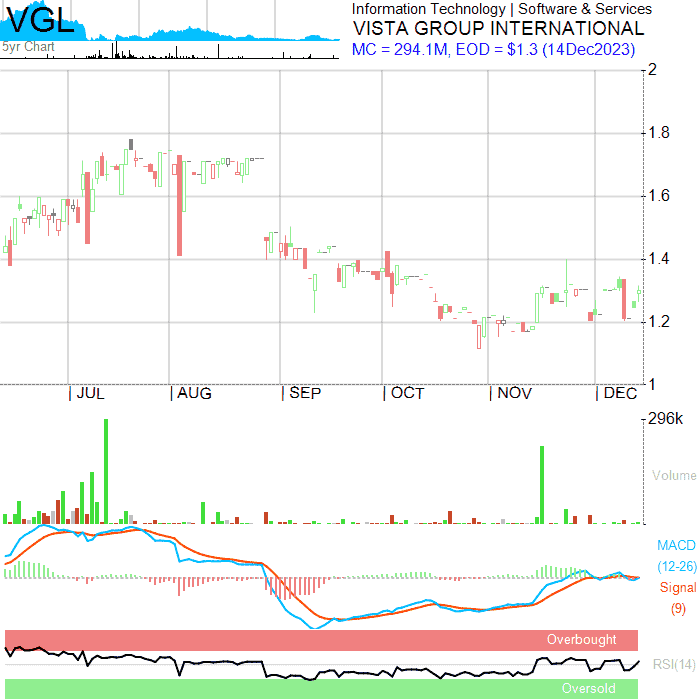 VGL
5yr Chart
Information Technology | Software & Services
VISTA GROUP INTERNATIONAL
MC = 294.1M, EOD = $1.3 (14Dec2023)
2
1.8
1.6
1.4
1.2
1
JUL AUG SEP OCT NOV DEC
296k
Volume
MACD
(12-26)
Signal
(9)
Overbought
RSI(14)
Oversold